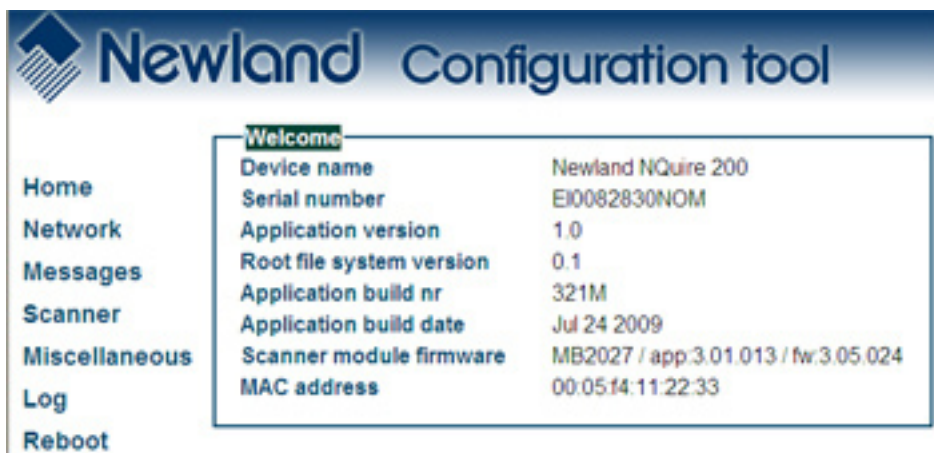 Newland Configuration tool
Welcome
Device name Newland NQuire 200
Home
Serial number EI0082830NOM
Network
Application version 1.0
Root file system version 0.1
Messages
Application build nr 321M
Scanner
Application build date Jul 24 2009
Miscellaneous
Scanner module firmware MB2027 / app:3.01.013 / fw:3.05.024
MAC address 00:05:f4:11:22:33
Log
Reboot